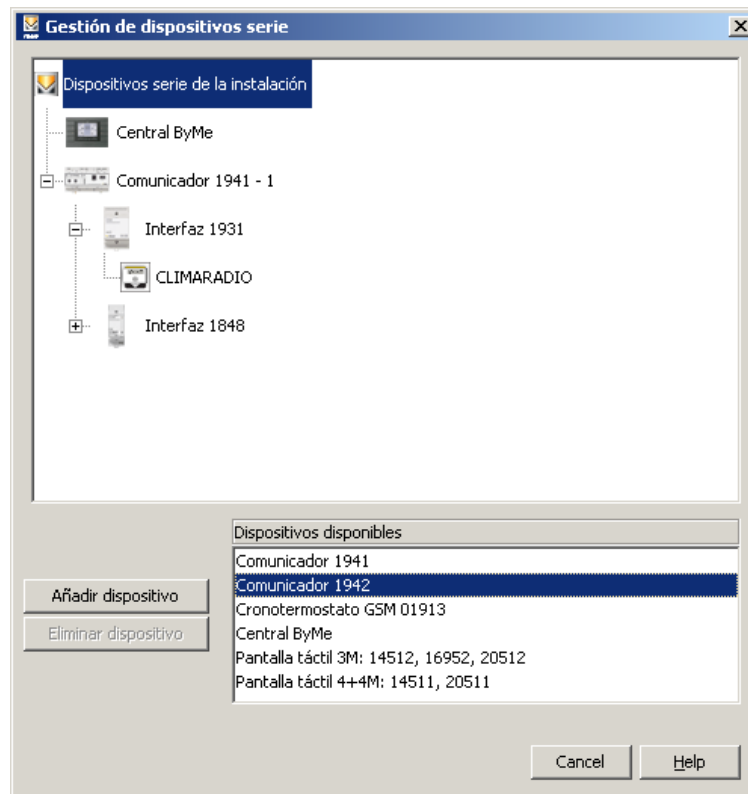 Gestión de dispositivos serie
Dispositivos serie de la instalación
Central ByMe
Comunicador 1941 - 1
Interfaz 1931
CLIMARADIO
Interfaz 1848
Dispositivos disponibles
Comunicador 1941
Comunicador 1942
Cronotermostato GSM 01913
Central ByMe
Pantalla táctil 3M: 14512, 16952, 20512
Pantalla táctil 4+4M: 14511, 20511
Añadir dispositivo
Eliminar dispositivo
Cancel
Help